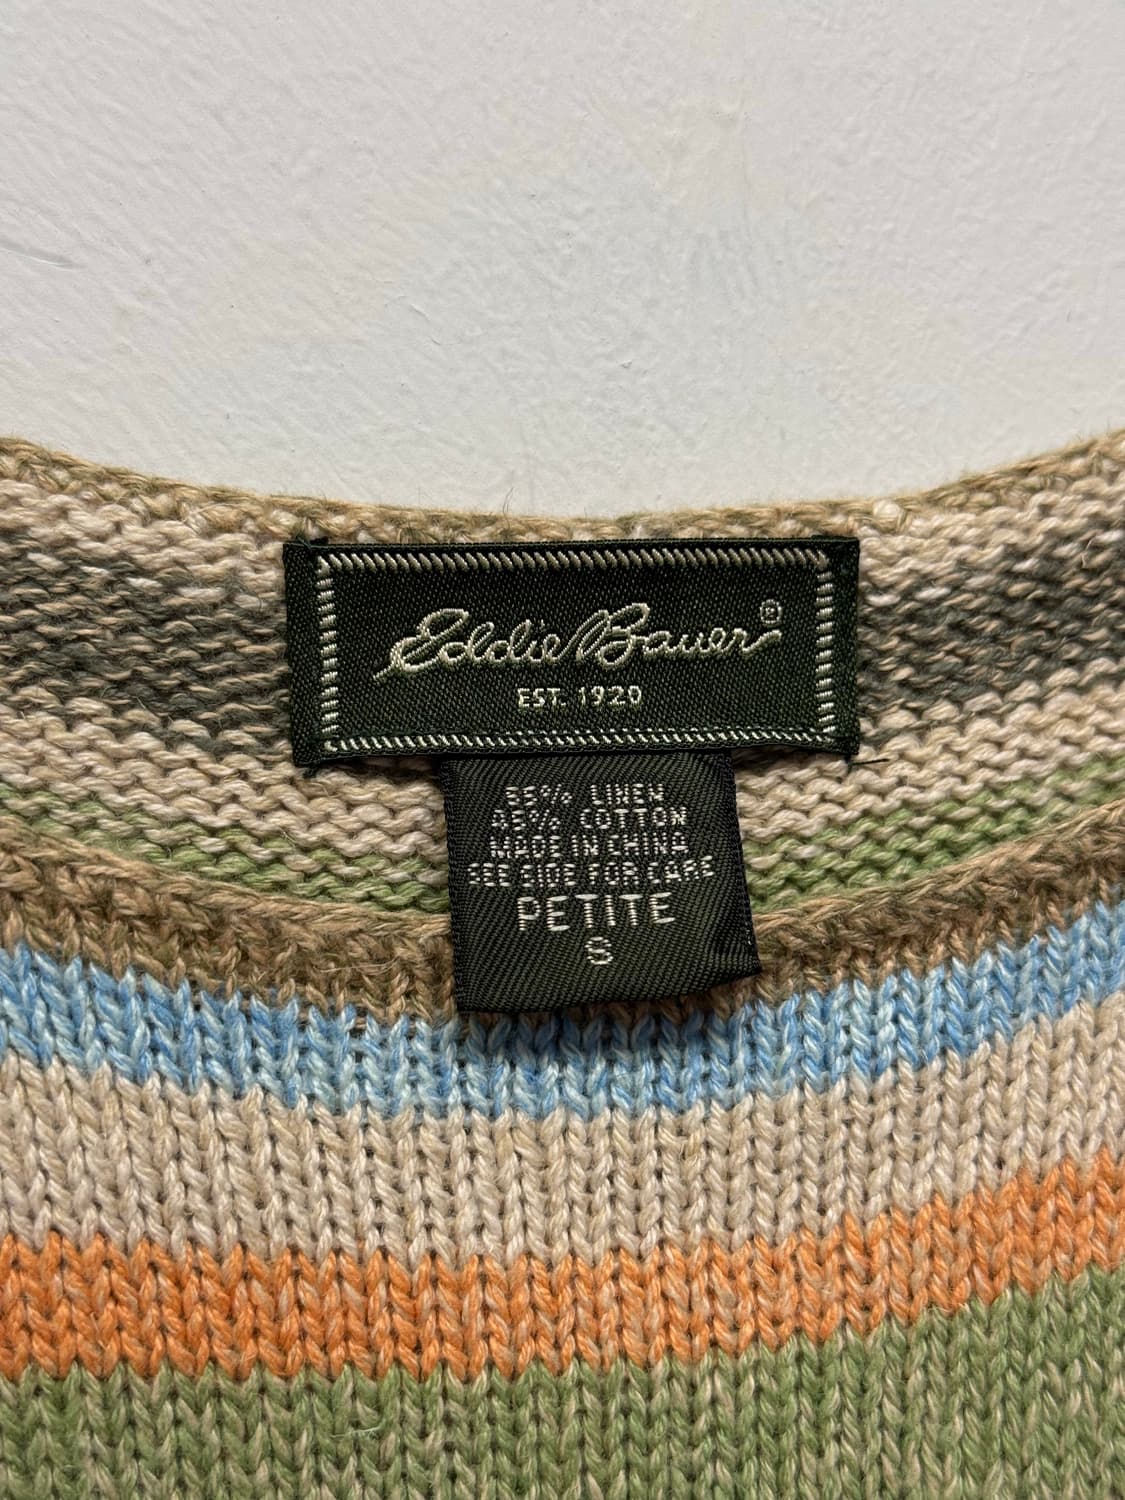 Eddie Bauer®
EST. 1920
55% LINEN
45% COTTON
MADE IN CHINA
SEE SIDE FOR CARE
PETITE
S